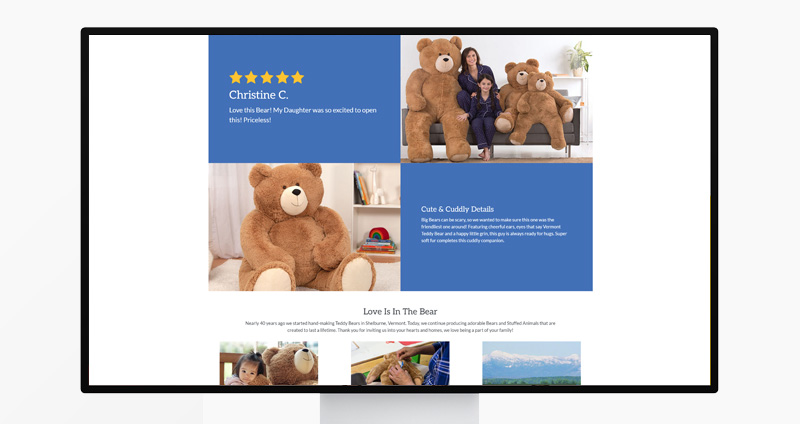 Christine C.
Love this Bear! My Daughter was so excited to open
this! Priceless!
Cute & Cuddly Details
Big Bears can be scary, so we wanted to make sure this one was the
friendliest one around! Featuring cheerful ears, eyes that say Vermont
Teddy Bear and a happy little grin, this guy is always ready for hugs. Super
soft fur completes this cuddly companion.
Love Is In The Bear
Nearly 40 years ago we started hand-making Teddy Bears in Shelburne, Vermont. Today, we continue producing adorable Bears and Stuffed Animals that are
created to last a lifetime. Thank you for inviting us into your hearts and homes, we love being a part of your family!